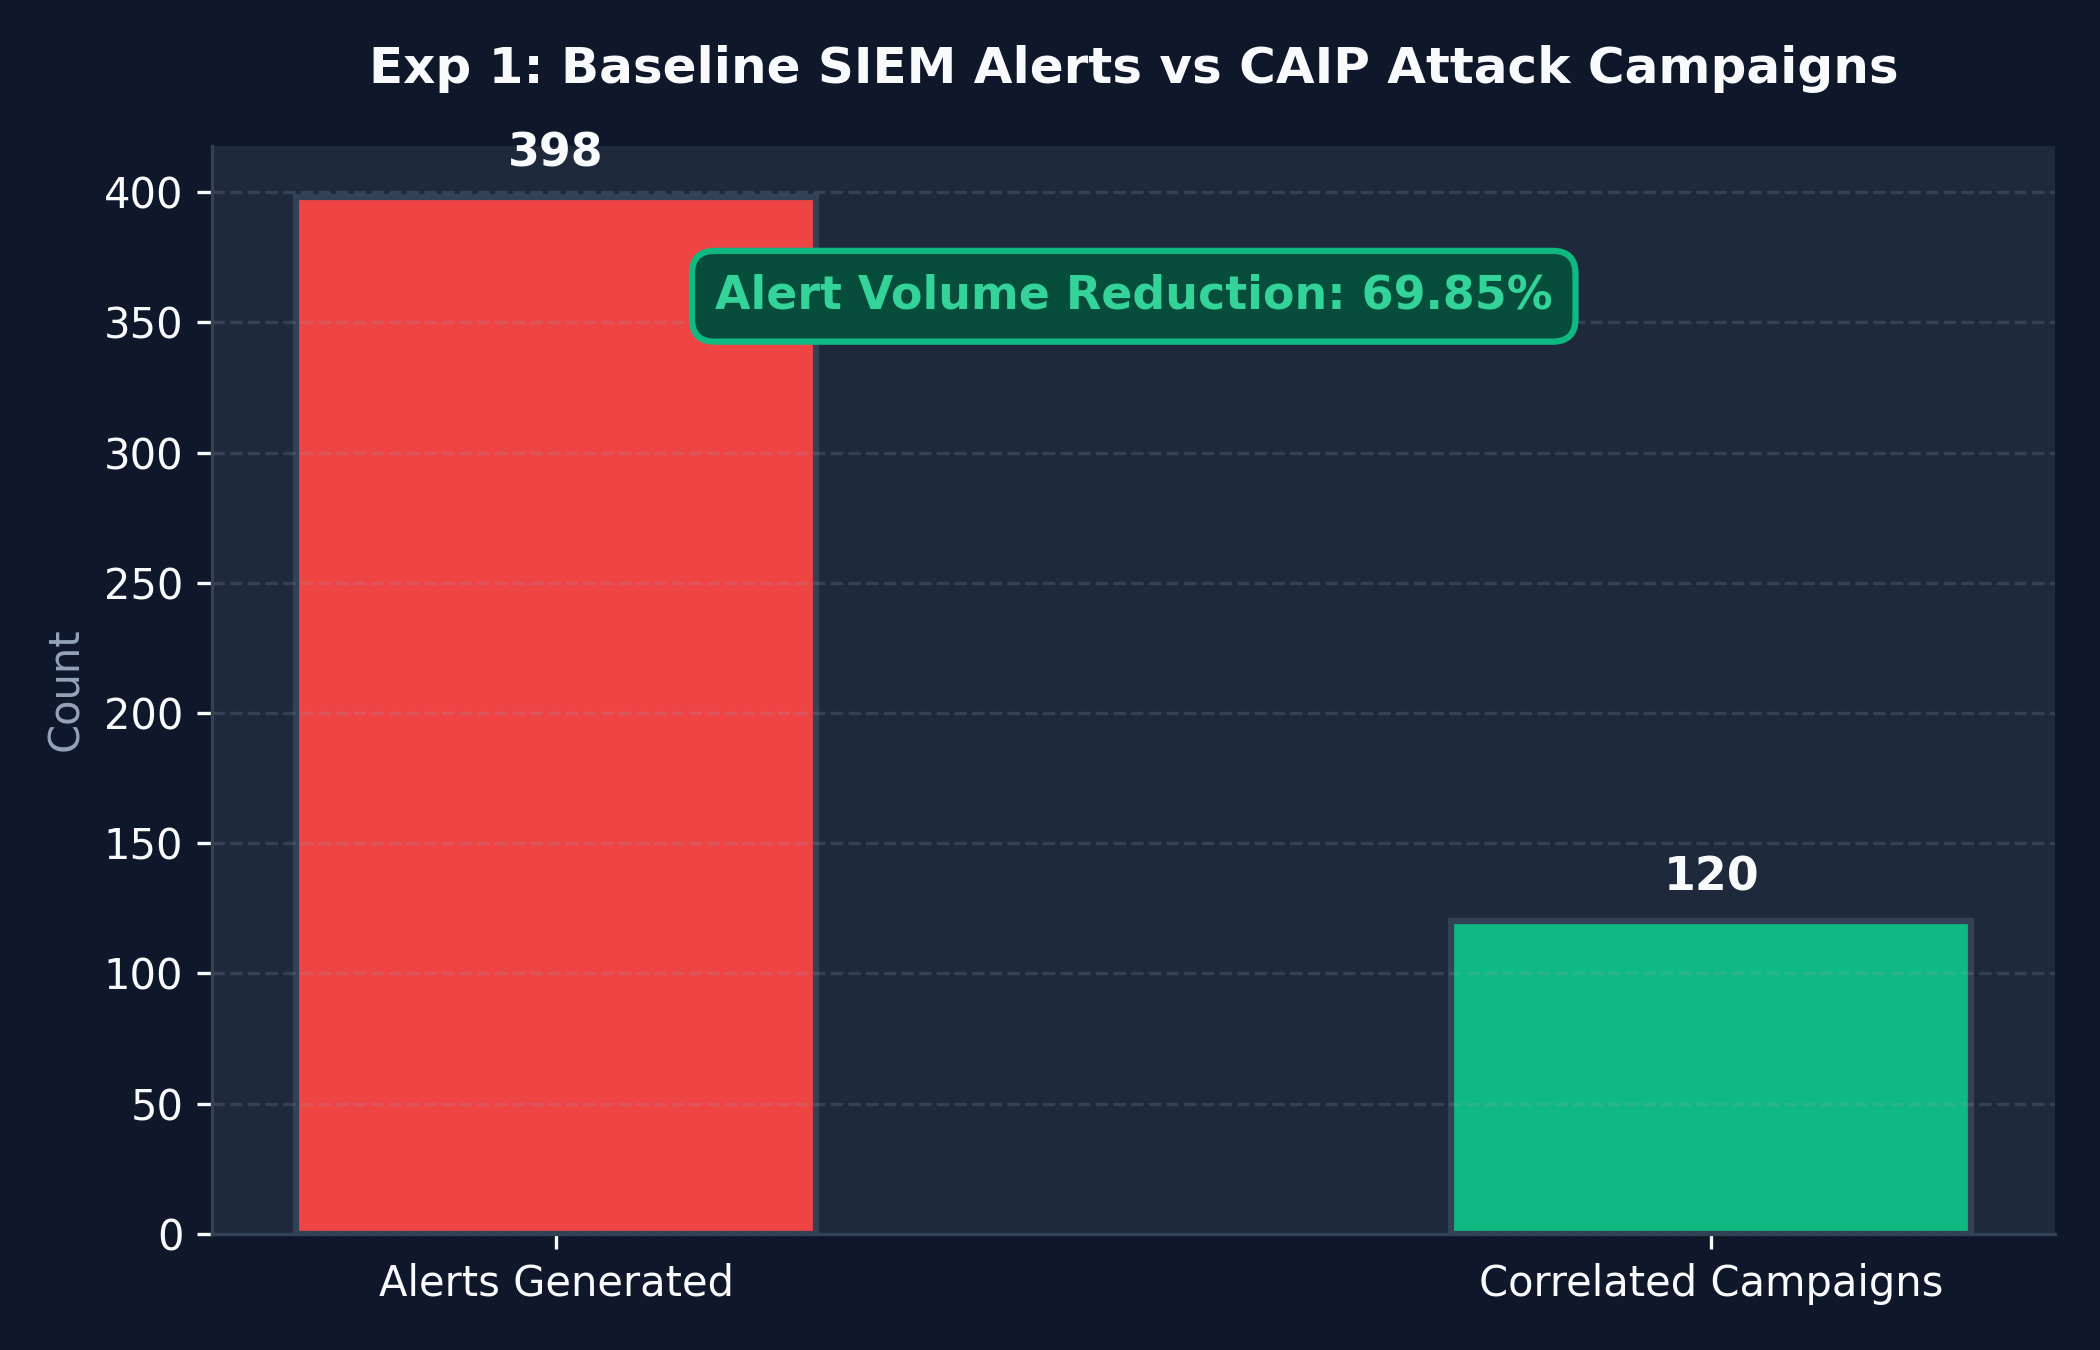 Exp 1: Baseline SIEM Alerts vs CAIP Attack Campaigns
398
Alert Volume Reduction: 69.85%
120
Count
400
350
300
250
200
150
100
50
0
Alerts Generated
Correlated Campaigns